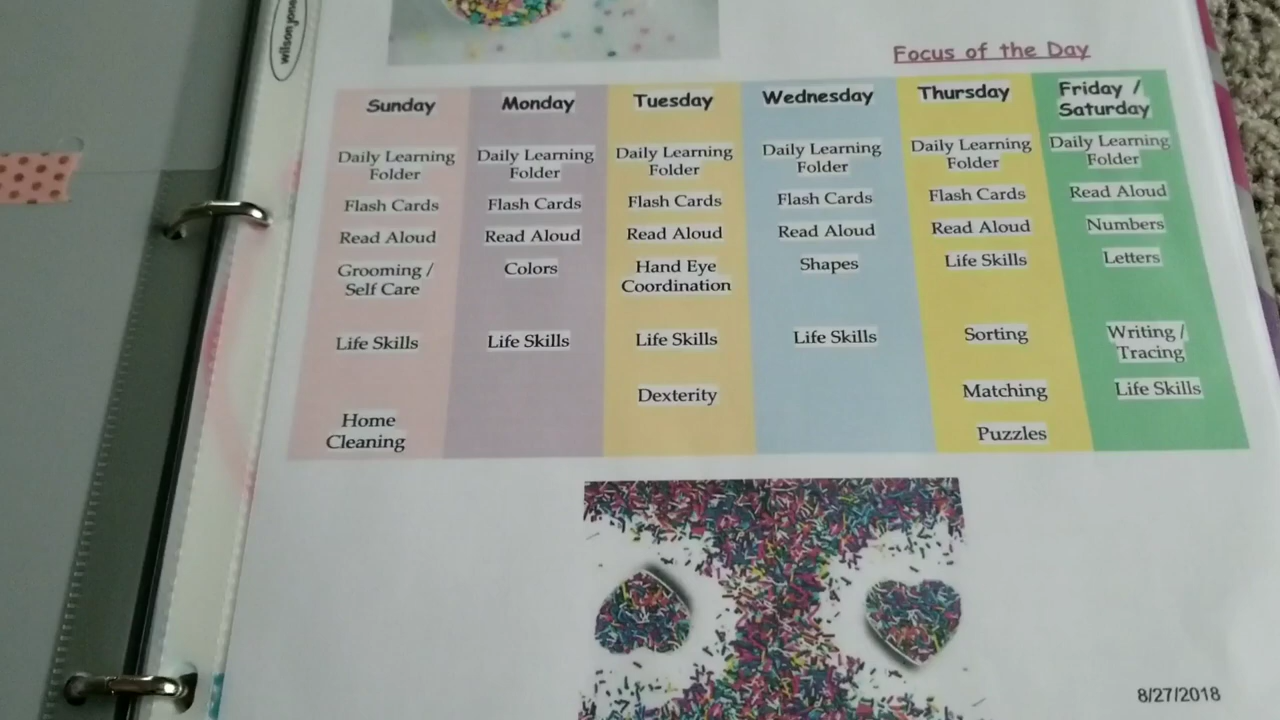 wilson jones
Focus of the Day
Sunday
Daily Learning
Folder
Flash Cards
Read Aloud
Grooming /
Self Care
Life Skills
Home
Cleaning
Monday
Daily Learning
Folder
Flash Cards
Read Aloud
Colors
Life Skills
Tuesday
Daily Learning
Folder
Flash Cards
Read Aloud
Hand Eye
Coordination
Life Skills
Dexterity
Wednesday
Daily Learning
Folder
Flash Cards
Read Aloud
Shapes
Life Skills
Thursday
Daily Learning
Folder
Flash Cards
Read Aloud
Life Skills
Sorting
Matching
Puzzles
Friday /
Saturday
Daily Learning
Folder
Read Aloud
Numbers
Letters
Writing /
Tracing
Life Skills
8/27/2018